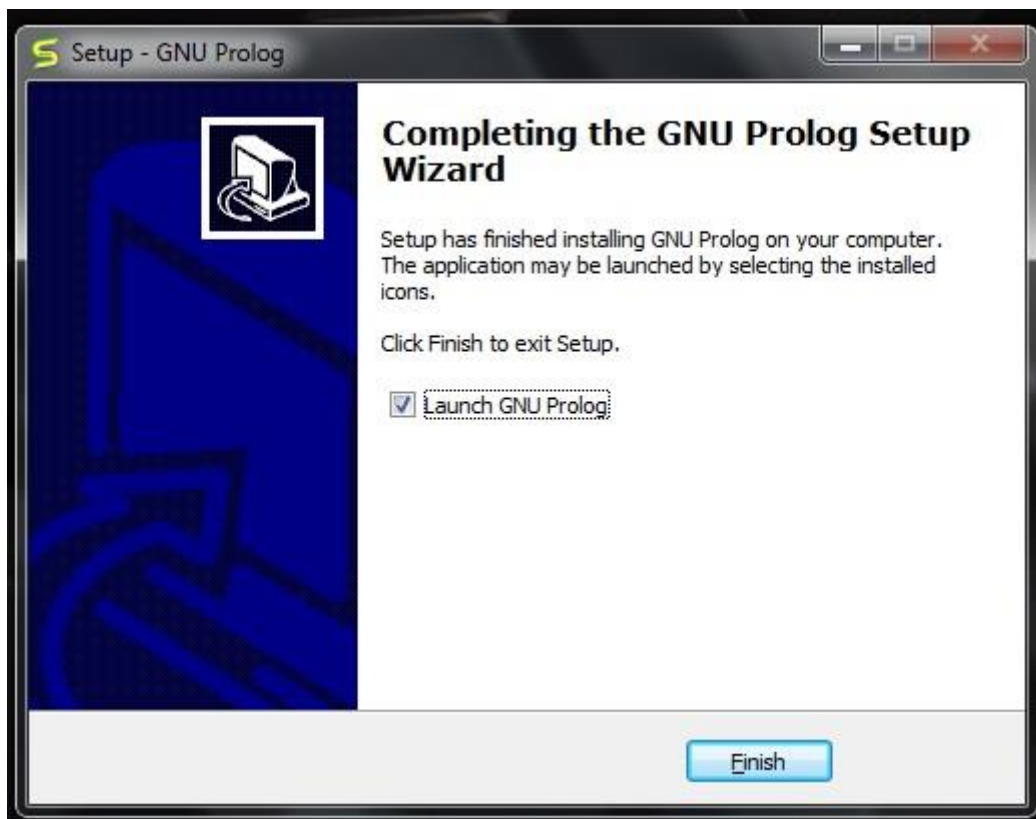 Setup - GNU Prolog
Completing the GNU Prolog Setup
Wizard
Setup has finished installing GNU Prolog on your computer.
The application may be launched by selecting the installed
icons.
Click Finish to exit Setup.
Launch GNU Prolog
Finish